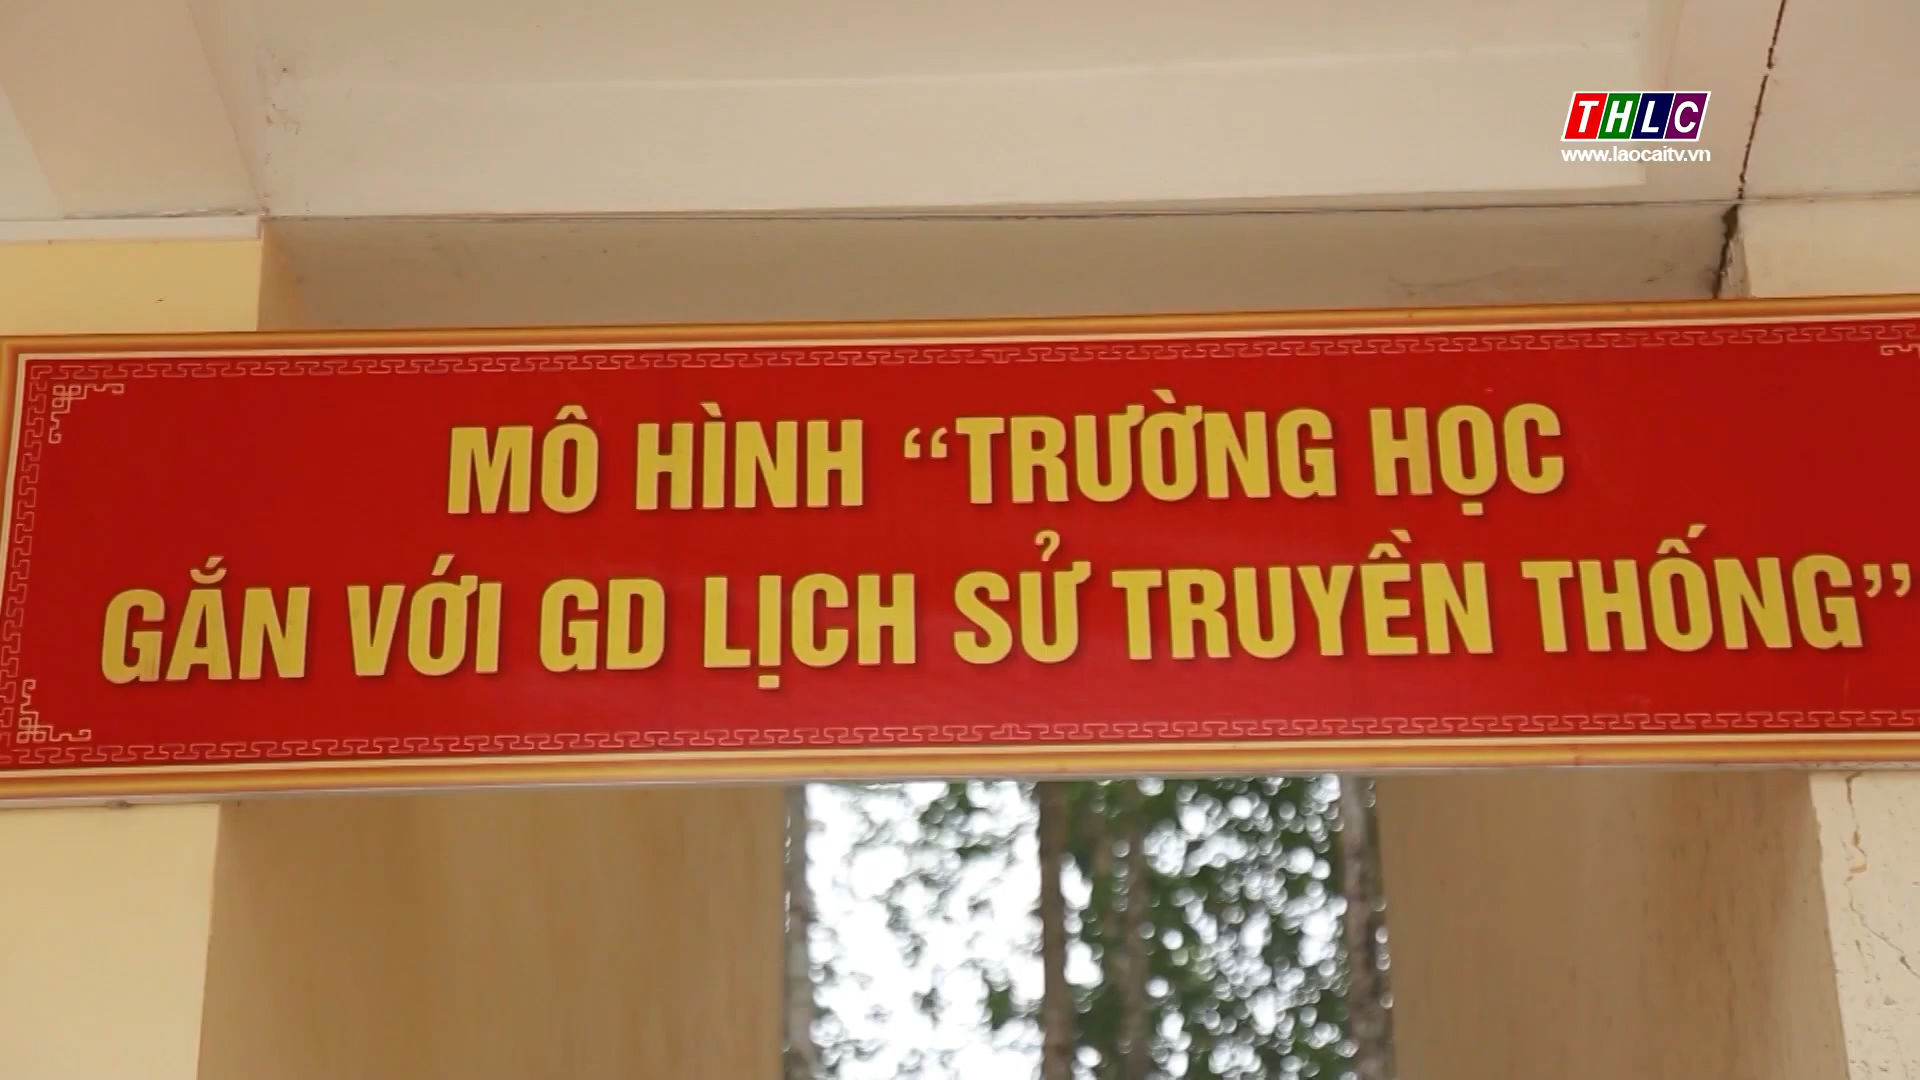 THLC
www.laocaitv.vn
MÔ HÌNH “TRƯỜNG HỌC
GẮN VỚI GD LỊCH SỬ TRUYỀN THỐNG”